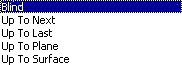 Blind
Up To Next
Up To Last
Up To Plane
Up To Surface